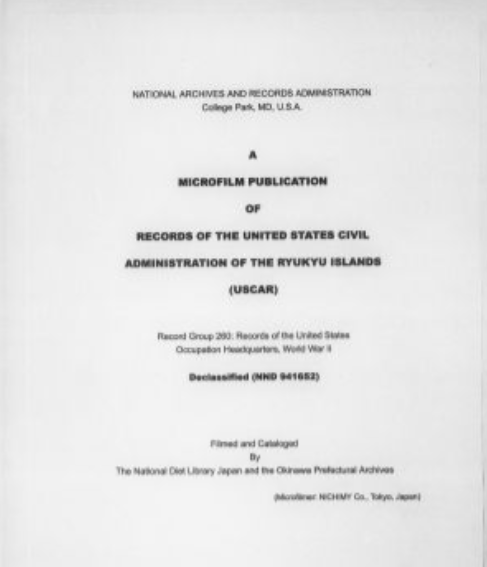 NATIONAL ARCHIVES AND RECORDS ADMINISTRATION
College Park, MD, U.S.A.
A
MICROFILM PUBLICATION
OF
RECORDS OF THE UNITED STATES CIVIL
ADMINISTRATION OF THE RYUKYU ISLANDS
(USCAR)
Record Group 260: Records of the United States
Occupation Headquarters, World War II
Declassified (NND 941652)
Filmed and Cataloged
By
The National Diet Library Japan and the Okinawa Prefectural Archives
(Microfilmer: NICHIMY Co., Tokyo, Japan)